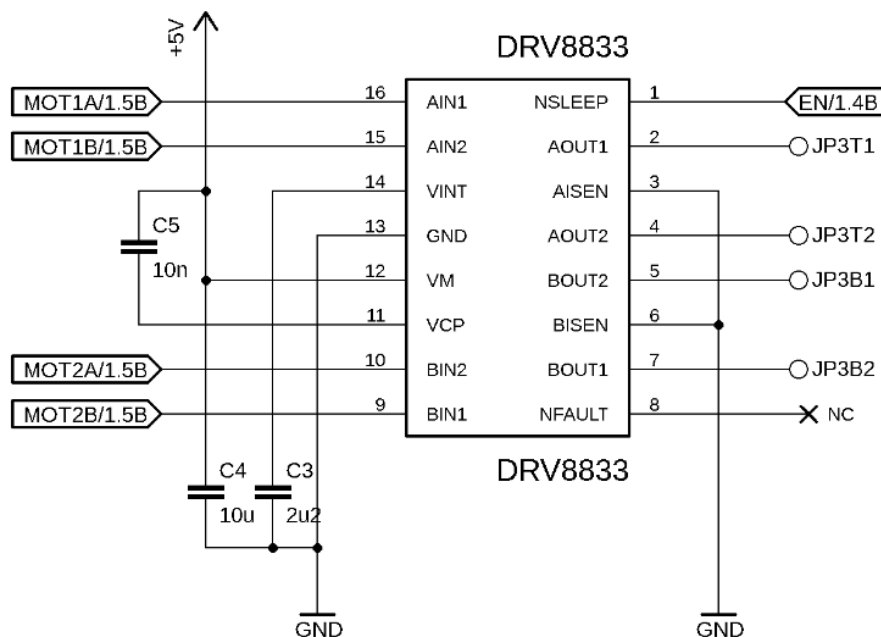 +5V
DRV8833
MOT1A/1.5B 16 AIN1 NSLEEP 1 EN/1.4B
MOT1B/1.5B 15 AIN2 AOUT1 2 JP3T1
14 VINT AISEN 3
C5
13 GND AOUT2 4 JP3T2
10n
12 VM BOUT2 5 JP3B1
11 VCP BISEN 6
MOT2A/1.5B 10 BIN2 BOUT1 7 JP3B2
MOT2B/1.5B 9 BIN1 NFAULT 8 NC
C4 C3 DRV8833
10u 2u2
GND GND